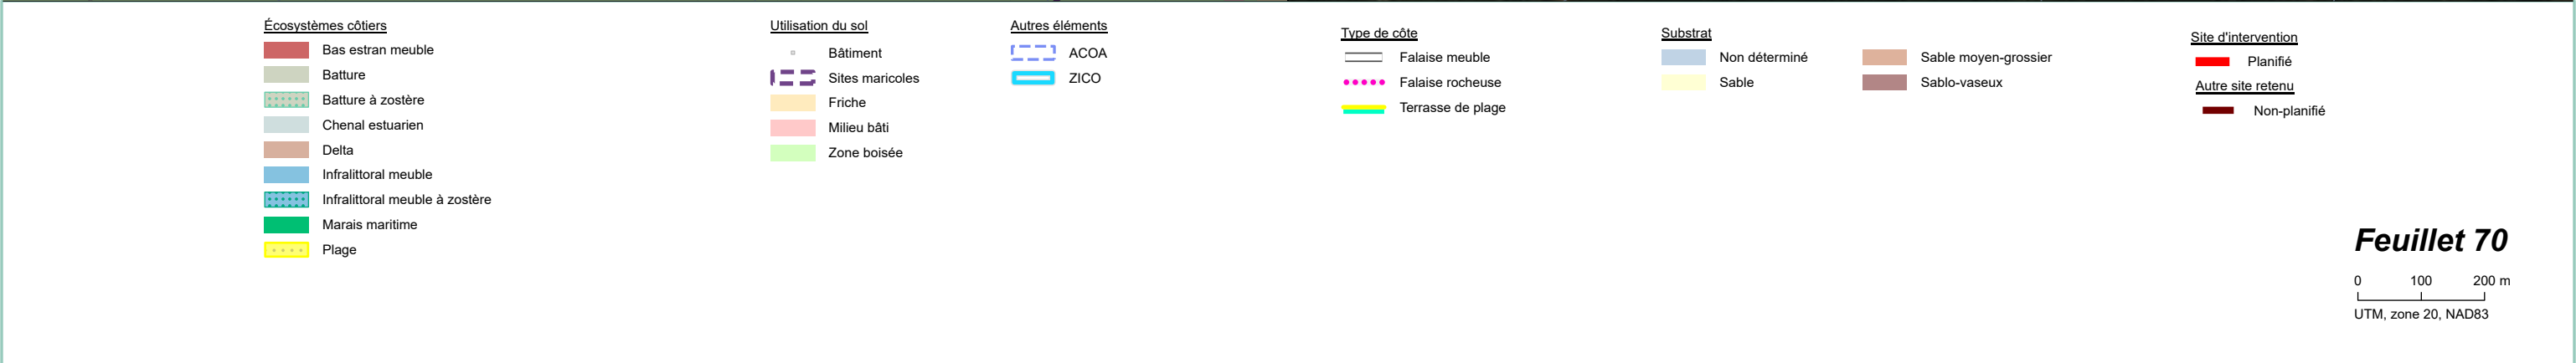 Écosystèmes côtiers
Bas estran meuble
Batture
Batture à zostère
Chenal estuarien
Delta
Infralittoral meuble
Infralittoral meuble à zostère
Marais maritime
Plage
Utilisation du sol
Bâtiment
Sites maricoles
Friche
Milieu bâti
Zone boisée
Autres éléments
ACOA
ZICO
Type de côte
Falaise meuble
Falaise rocheuse
Terrasse de plage
Substrat
Non déterminé
Sable
Sable moyen-grossier
Sablo-vaseux
Site d'intervention
Planifié
Autre site retenu
Non-planifié
Feuillet 70
0 100 200 m
UTM, zone 20, NAD83